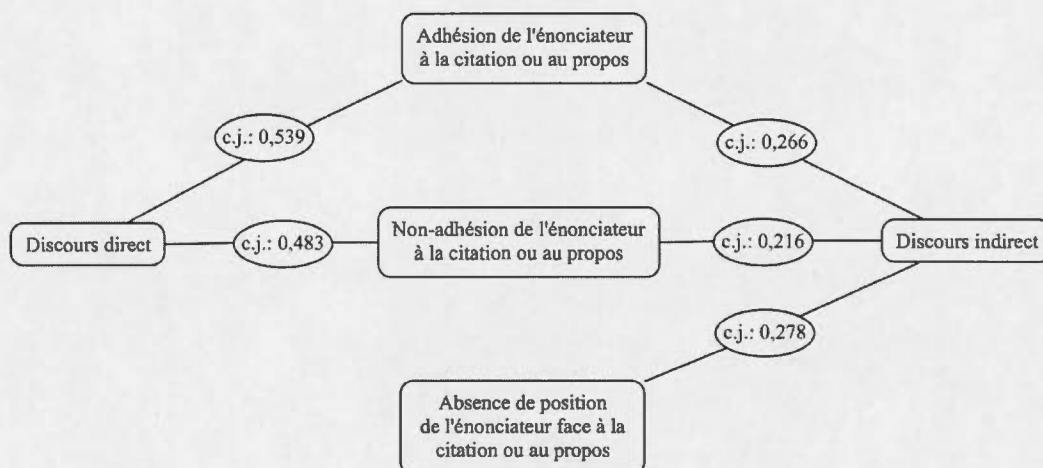 Adhésion de l'énonciateur
à la citation ou au propos
c.j.: 0,539
c.j.: 0,266
Discours direct
c.j.: 0,483
Non-adhésion de l'énonciateur
à la citation ou au propos
c.j.: 0,216
Discours indirect
c.j.: 0,278
Absence de position
de l'énonciateur face à la
citation ou au propos